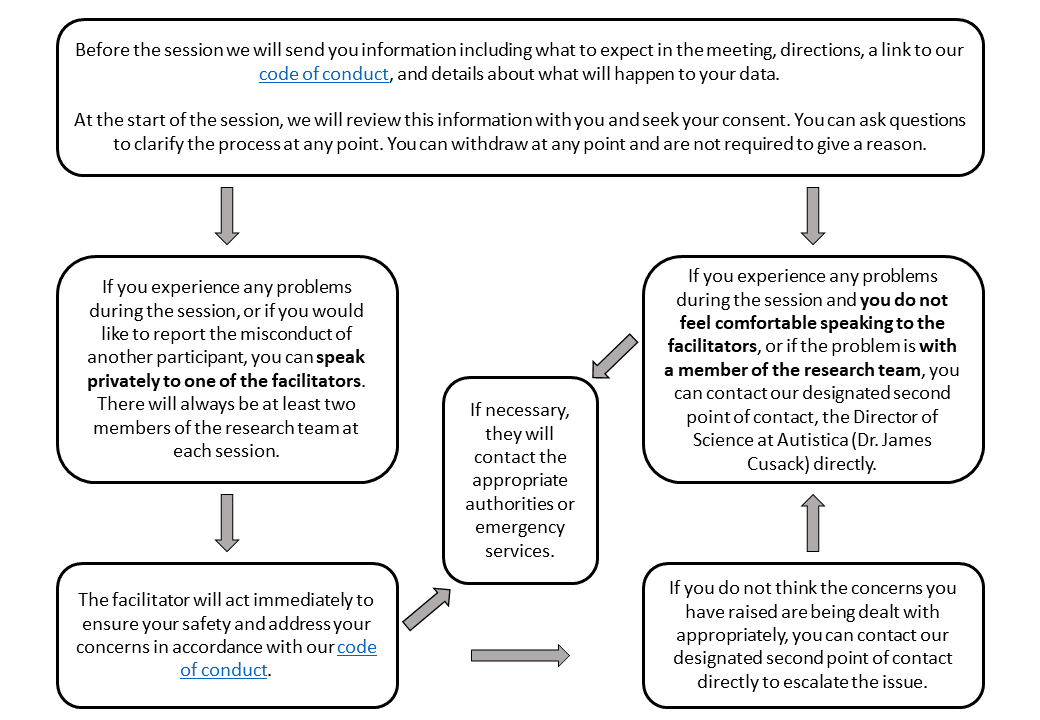 Before the session we will send you information including what to expect in the meeting, directions, a link to our
code of conduct, and details about what will happen to your data.
At the start of the session, we will review this information with you and seek your consent. You can ask questions
to clarify the process at any point. You can withdraw at any point and are not required to give a reason.
If you experience any problems
during the session, or if you would
like to report the misconduct of
another participant, you can speak
privately to one of the facilitators.
There will always be at least two
members of the research team at
each session.
If you experience any problems
during the session and you do not
feel comfortable speaking to the
facilitators, or if the problem is with
a member of the research team, you
can contact our designated second
point of contact, the Director of
Science at Autistica (Dr. James
Cusack) directly.
If necessary,
they will
contact the
appropriate
authorities or
emergency
services.
The facilitator will act immediately to
ensure your safety and address your
concerns in accordance with our code
of conduct.
If you do not think the concerns you
have raised are being dealt with
appropriately, you can contact our
designated second point of contact
directly to escalate the issue.